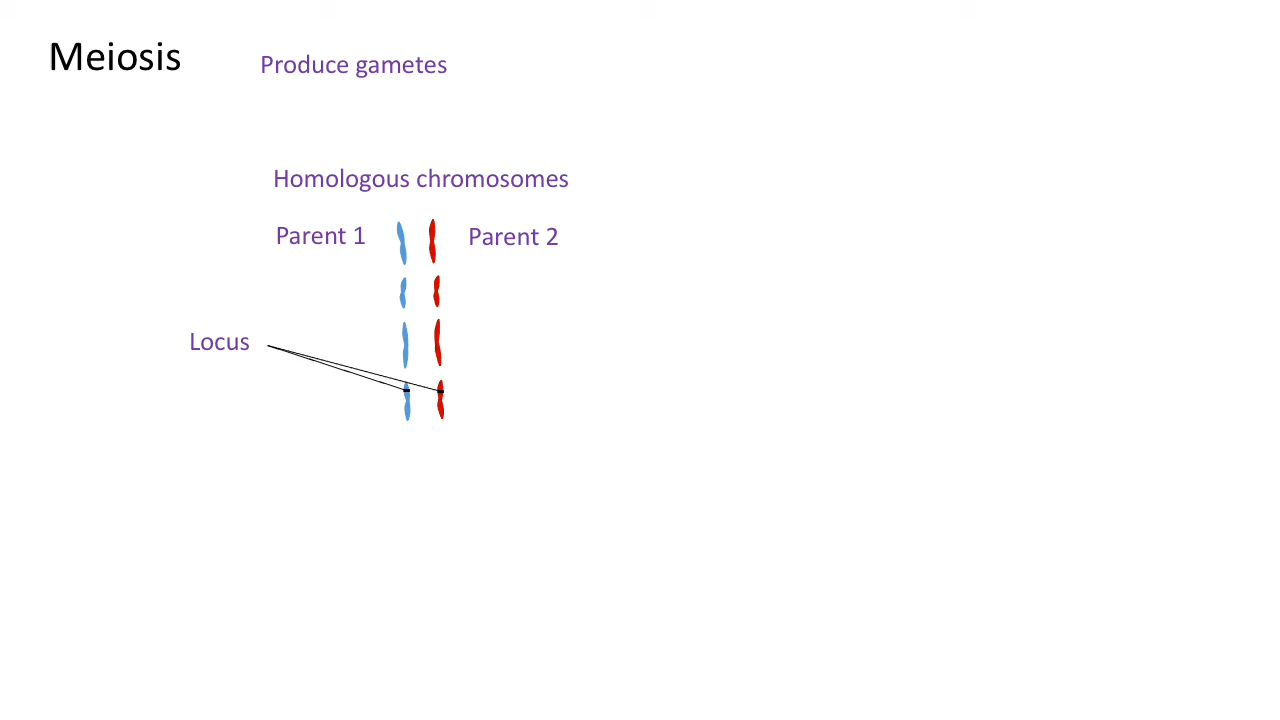 Meiosis
Produce gametes
Homologous chromosomes
Parent 1
Parent 2
Locus